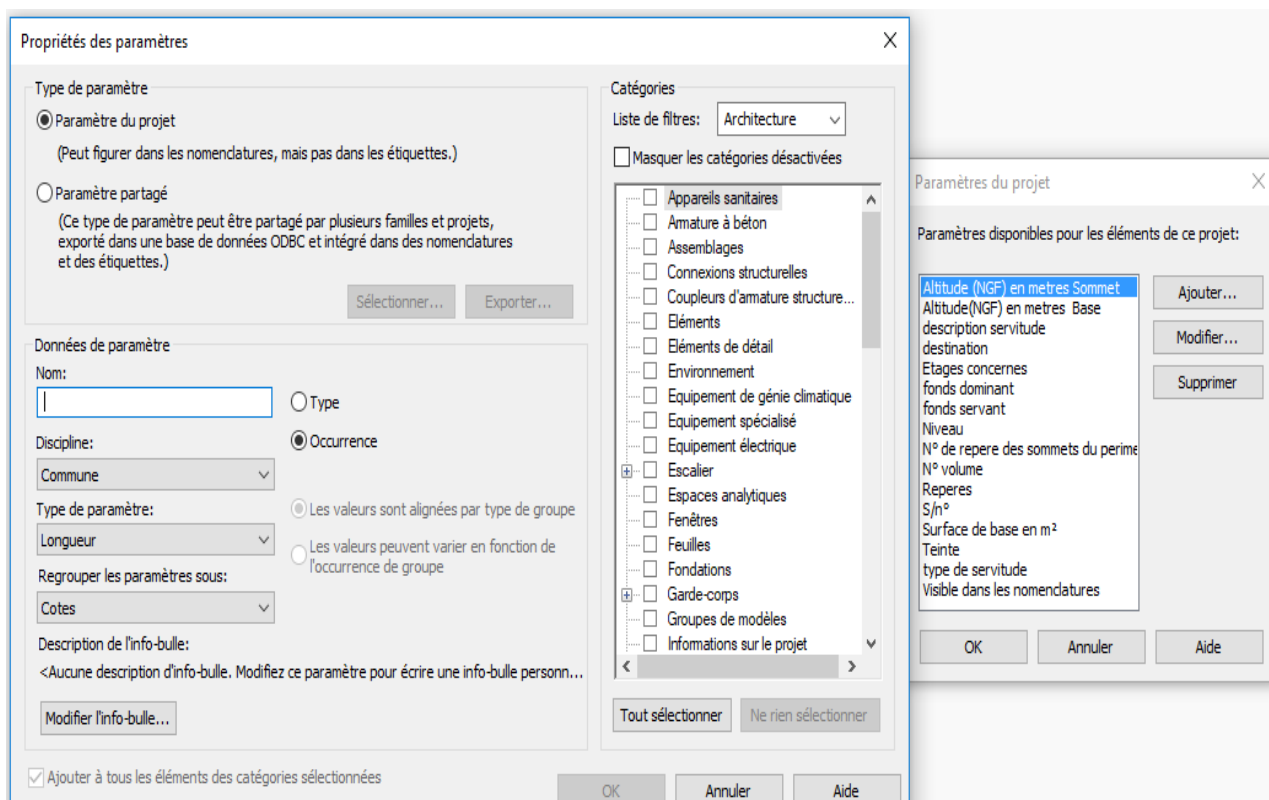 Propriétés des paramètres
Type de paramètre
Paramètre du projet
(Peut figurer dans les nomenclatures, mais pas dans les étiquettes.)
Paramètre partagé
(Ce type de paramètre peut être partagé par plusieurs familles et projets,
exporté dans une base de données ODBC et intégré dans des nomenclatures
et des étiquettes.)
Sélectionner...
Exporter...
Données de paramètre
Nom:
Type
Discipline:
Occurrence
Commune
Type de paramètre:
Les valeurs sont alignées par type de groupe
Longueur
Les valeurs peuvent varier en fonction de
l'occurrence de groupe
Regrouper les paramètres sous:
Cotes
Description de l'info-bulle:
<Aucune description d'info-bulle. Modifiez ce paramètre pour écrire une info-bulle personn...
Modifier l'info-bulle...
Ajouter à tous les éléments des catégories sélectionnées
Catégories
Liste de filtres:
Architecture
Masquer les catégories désactivées
Appareils sanitaires
Armature à béton
Assemblages
Connexions structurelles
Coupleurs d'armature structure...
Eléments
Eléments de détail
Environnement
Equipement de génie climatique
Equipement spécialisé
Equipement électrique
Escalier
Espaces analytiques
Fenêtres
Feuilles
Fondations
Garde-corps
Groupes de modèles
Informations sur le projet
Tout sélectionner
Ne rien sélectionner
OK
Annuler
Aide
Paramètres du projet
Paramètres disponibles pour les éléments de ce projet:
Altitude (NGF) en metres Sommet
Altitude(NGF) en metres Base
description servitude
destination
Etages concernes
fonds dominant
fonds servant
Niveau
N° de repere des sommets du perime
N° volume
Reperes
S/n°
Surface de base en m²
Teinte
type de servitude
Visible dans les nomenclatures
Ajouter...
Modifier...
Supprimer
OK
Annuler
Aide